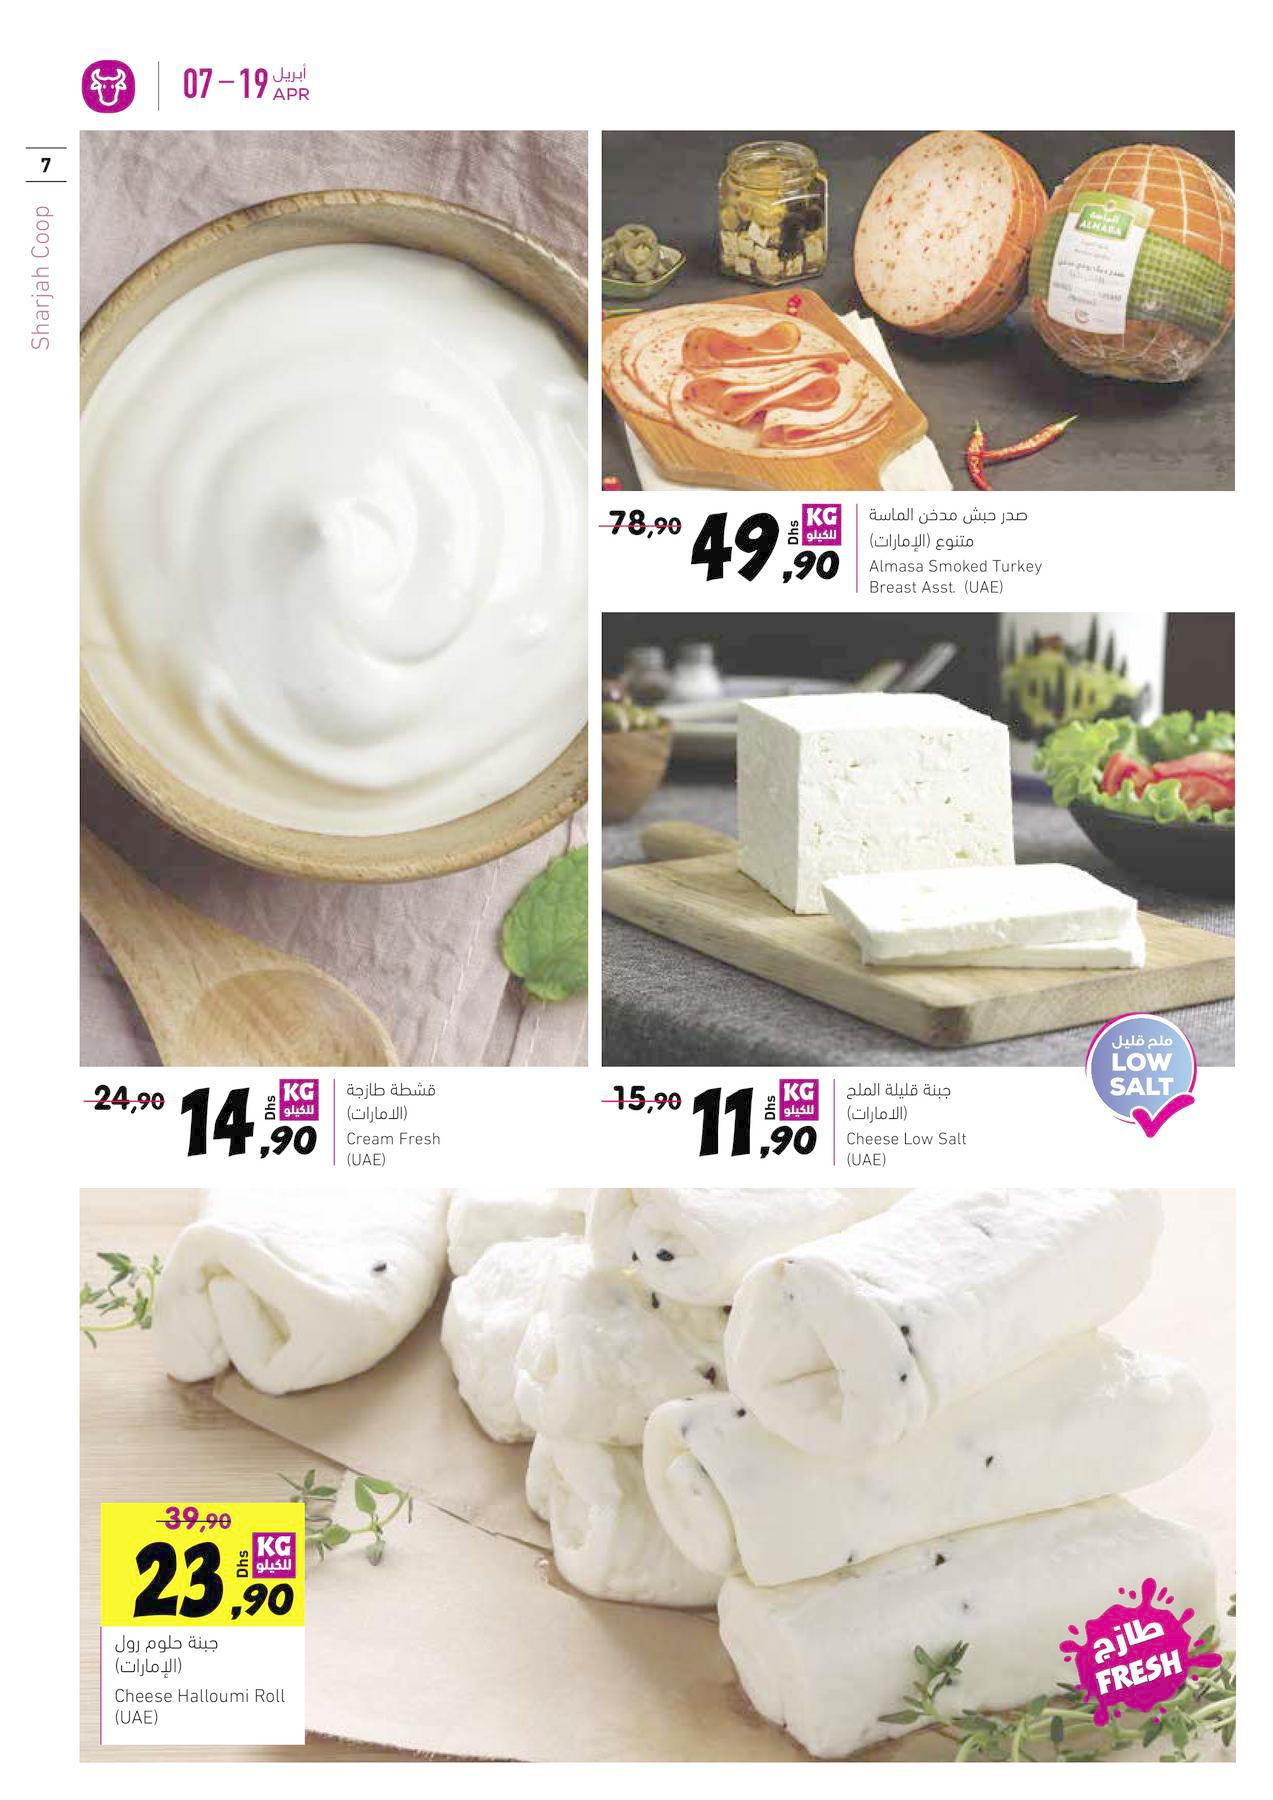 07 – 19 أبريل
APR
7
Sharjah Coop
الماسة
ALMASA
78,90
49,90
Dhs
KG
للكيلو
صدر حبش مدخن الماسة
متنوع (الإمارات)
Almasa Smoked Turkey
Breast Asst. (UAE)
24,90
14,90
Dhs
KG
للكيلو
قشطة طازجة
(الامارات)
Cream Fresh
(UAE)
15,90
11,90
Dhs
KG
للكيلو
جبنة قليلة الملح
(الامارات)
Cheese Low Salt
(UAE)
ملح قليل
LOW
SALT
39,90
23,90
Dhs
KG
للكيلو
جبنة حلوم رول
(الإمارات)
Cheese Halloumi Roll
(UAE)
طازج
FRESH